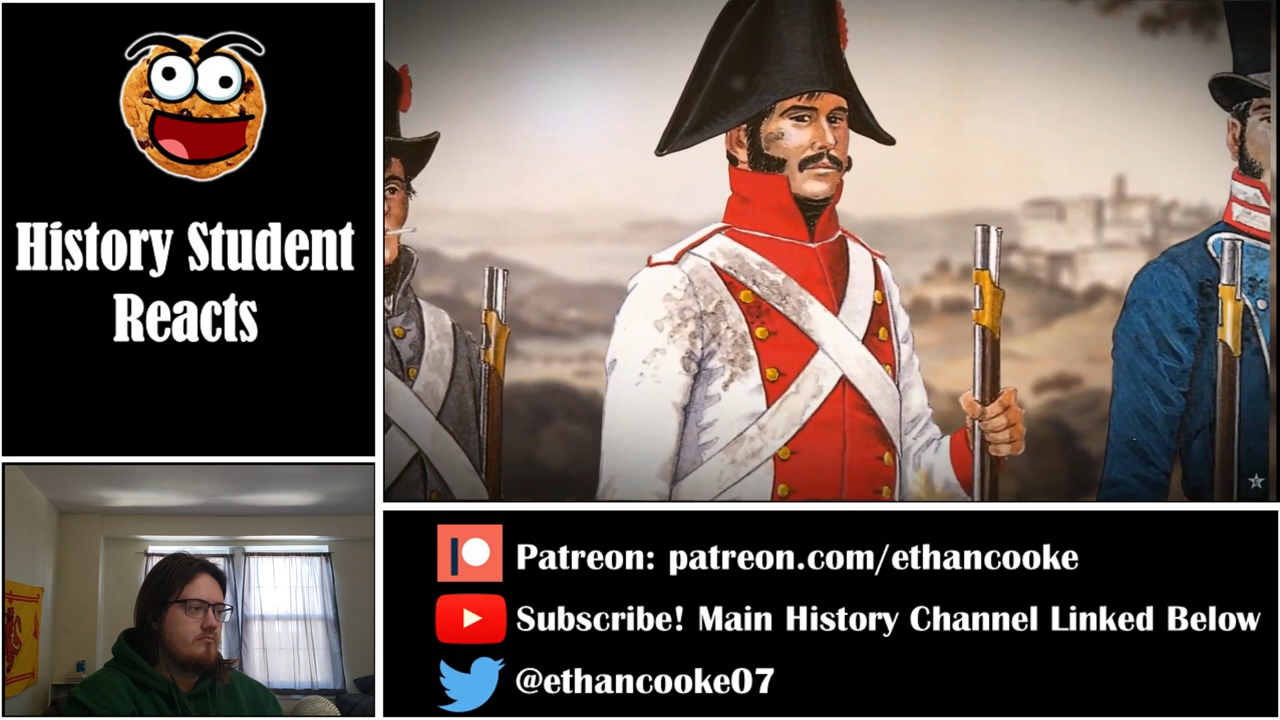 History Student
Reacts
Patreon: patreon.com/ethancooke
Subscribe! Main History Channel Linked Below
@ethancooke07